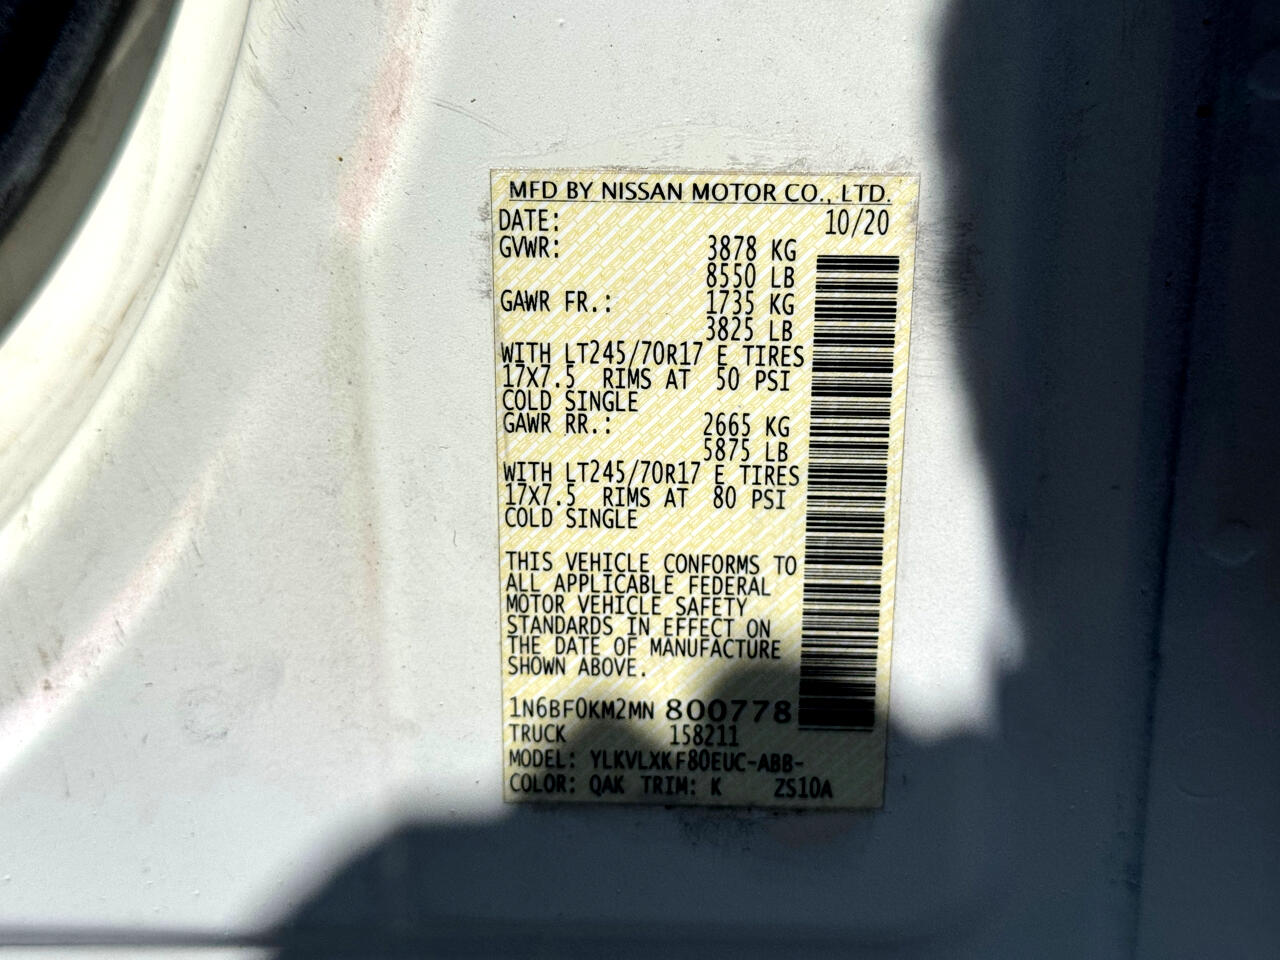 MFD BY NISSAN MOTOR CO., LTD.
DATE: 10/20
GVWR: 3878 KG
8550 LB
GAWR FR.: 1735 KG
3825 LB
WITH LT245/70R17 E TIRES
17X7.5 RIMS AT 50 PSI
COLD SINGLE
GAWR RR.: 2665 KG
5875 LB
WITH LT245/70R17 E TIRES
17X7.5 RIMS AT 80 PSI
COLD SINGLE
THIS VEHICLE CONFORMS TO
ALL APPLICABLE FEDERAL
MOTOR VEHICLE SAFETY
STANDARDS IN EFFECT ON
THE DATE OF MANUFACTURE
SHOWN ABOVE.
1N6BF0KM2MN 800778
TRUCK 158211
MODEL: YLKVLXKF80EUC-ABB-
COLOR: QAK TRIM: K ZS10A